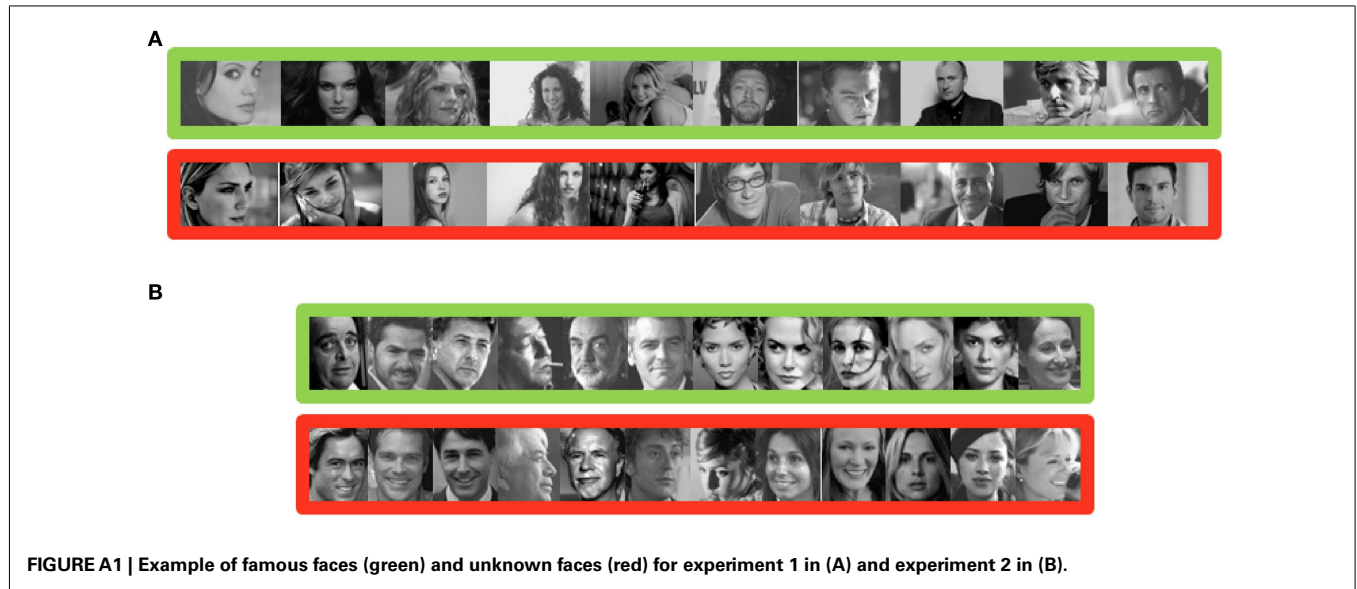 A
LV
B
FIGURE A1 | Example of famous faces (green) and unknown faces (red) for experiment 1 in (A) and experiment 2 in (B).